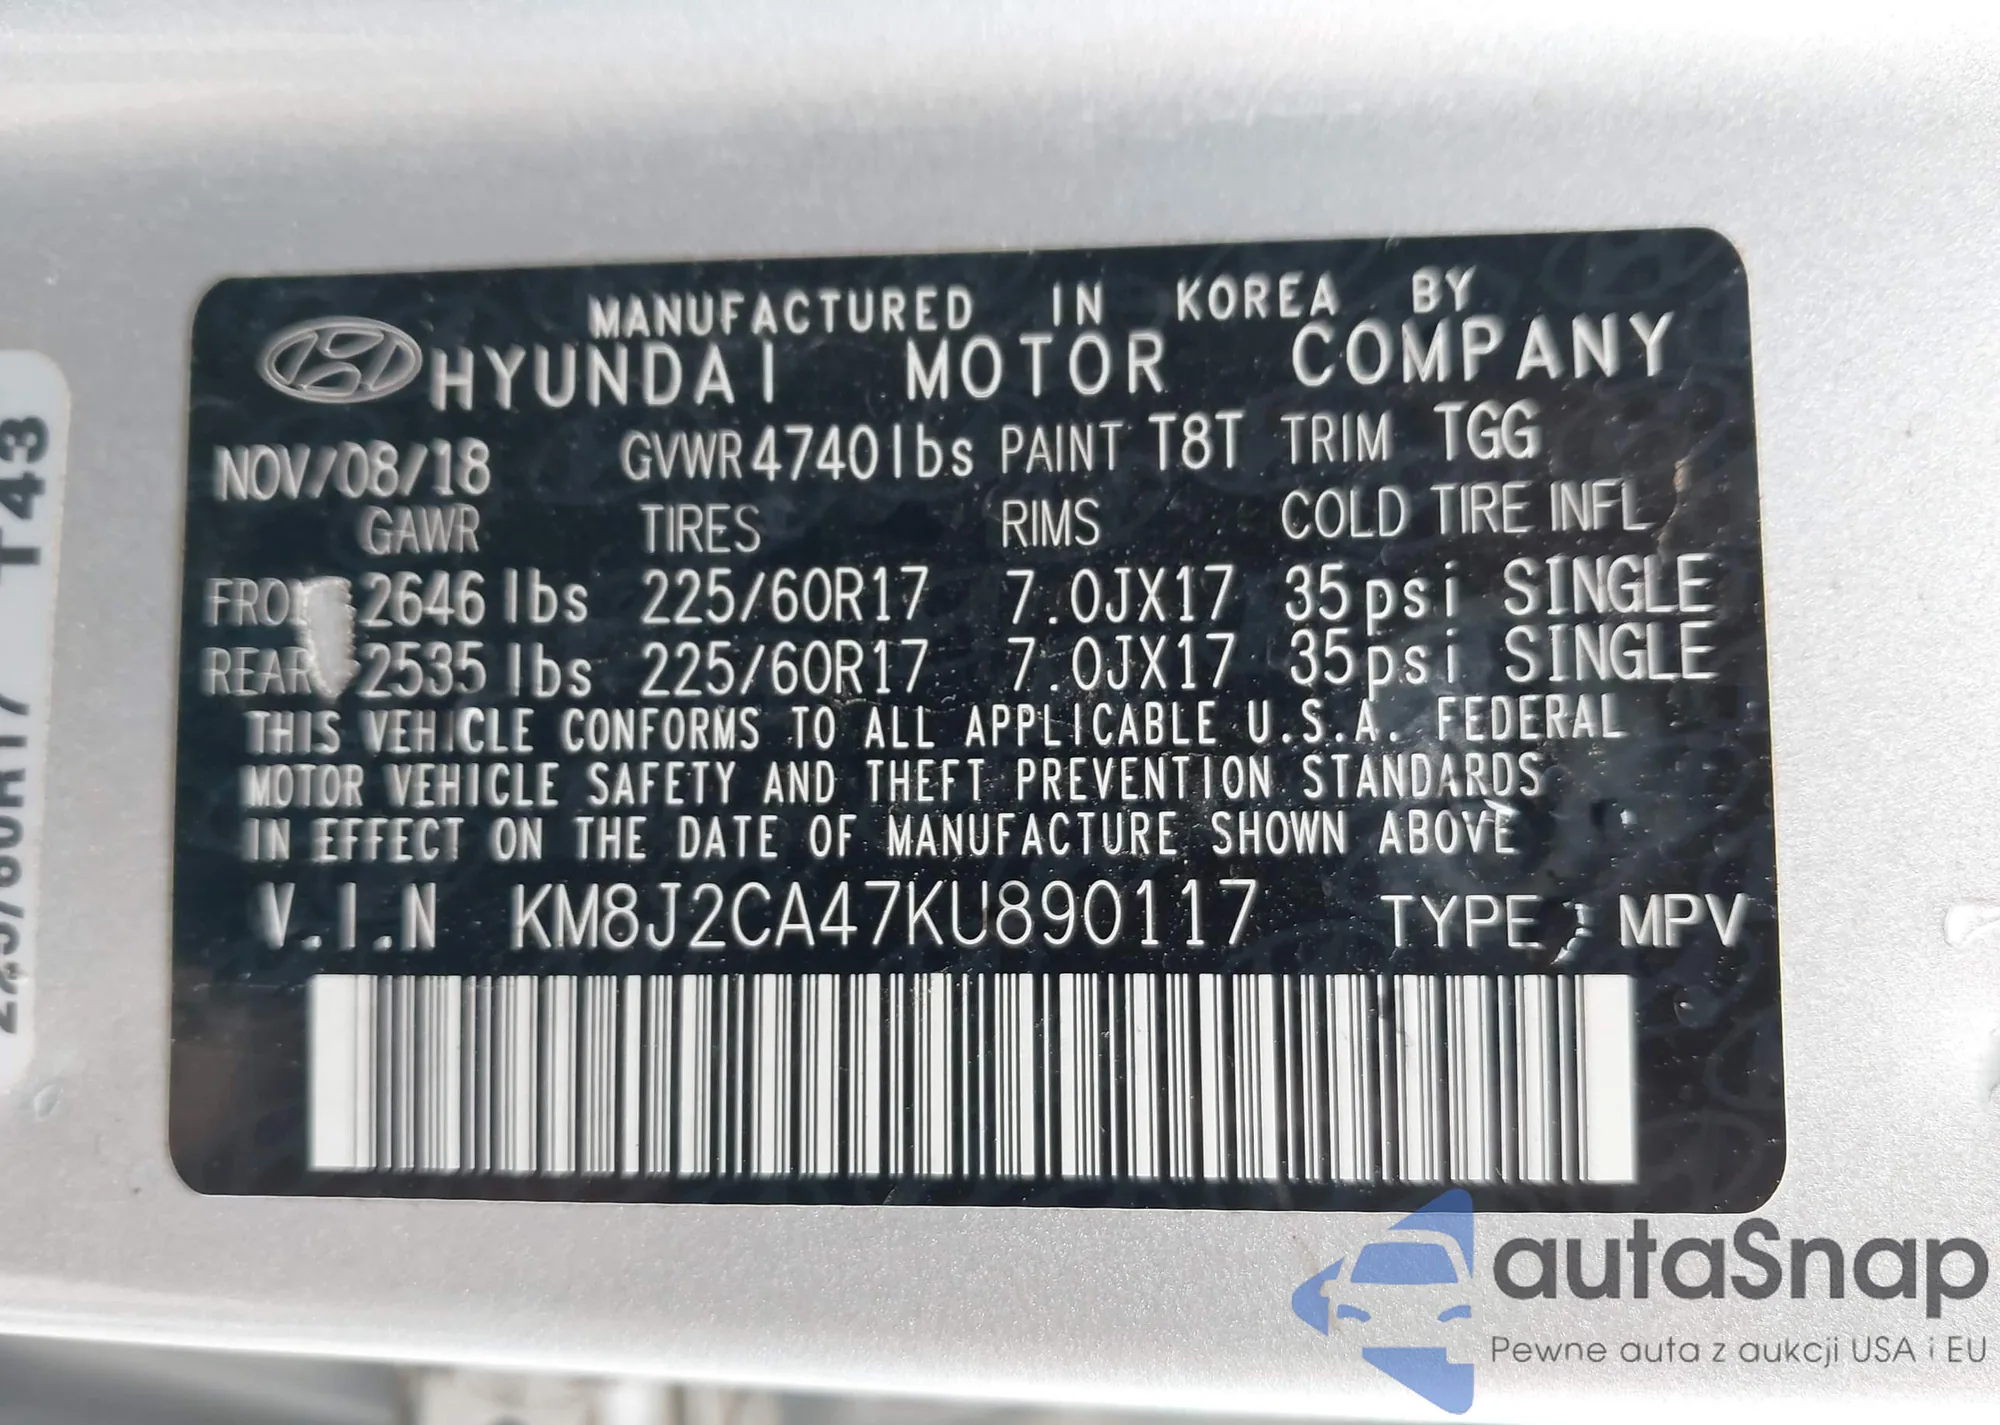 MANUFACTURED IN KOREA BY
HYUNDAI MOTOR COMPANY
NOV/08/18 GVWR 4740lbs PAINT T8T TRIM TGG
GAWR TIRES RIMS COLD TIRE INFL
2646 lbs 225/60R17 7.0JX17 35psi SINGLE
REAR 2535 lbs 225/60R17 7.0JX17 35psi SINGLE
THIS VEHICLE CONFORMS TO ALL APPLICABLE U.S.A. FEDERAL
MOTOR VEHICLE SAFETY AND THEFT PREVENTION STANDARDS
IN EFFECT ON THE DATE OF MANUFACTURE SHOWN ABOVE
V.I.N KM8J2CA47KU890117 TYPE : MPV
autaSnap
Pewne auta z aukcji USA i EU